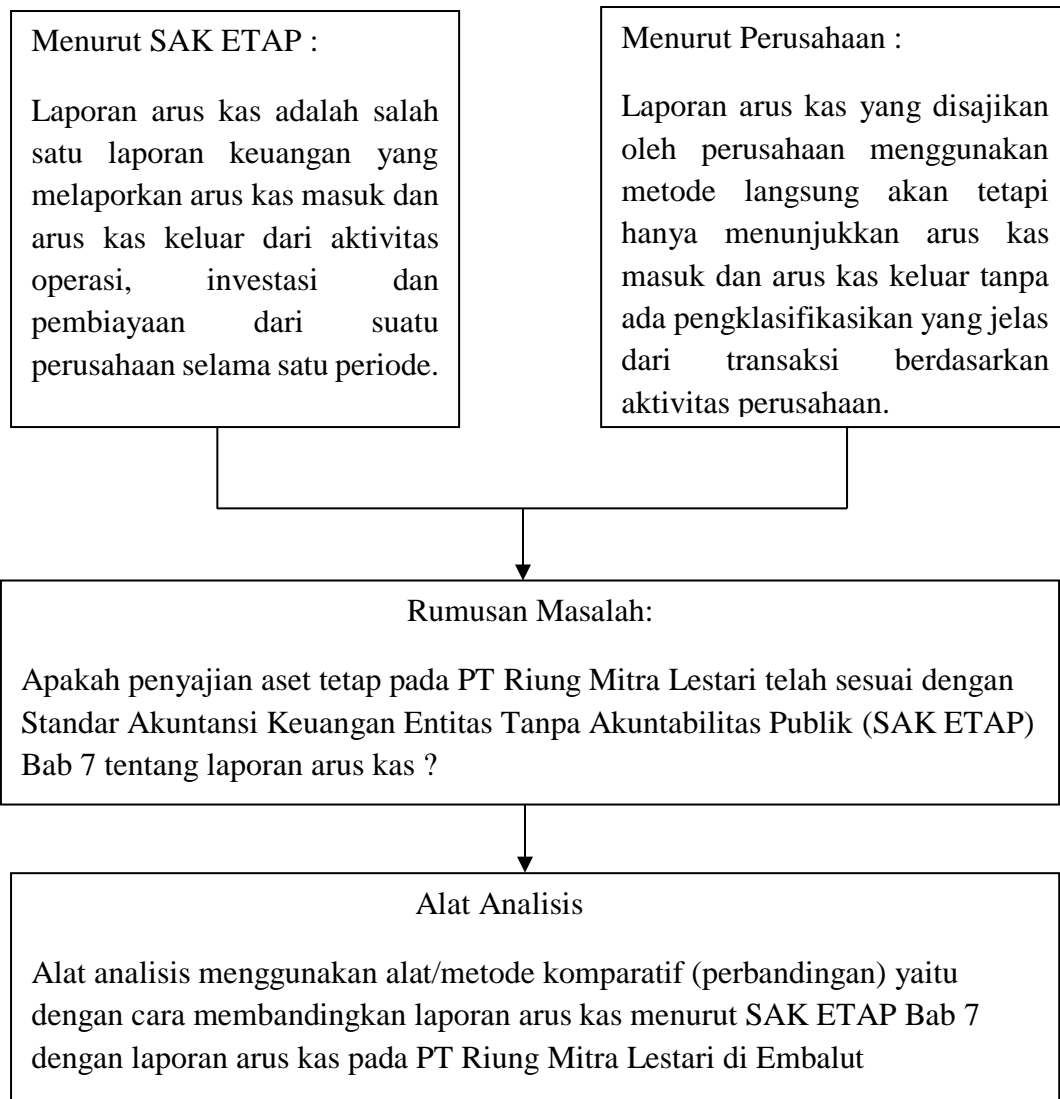 Menurut SAK ETAP :
Laporan arus kas adalah salah
satu laporan keuangan yang
melaporkan arus kas masuk dan
arus kas keluar dari aktivitas
operasi, investasi dan
pembiayaan dari suatu
perusahaan selama satu periode.
Menurut Perusahaan :
Laporan arus kas yang disajikan
oleh perusahaan menggunakan
metode langsung akan tetapi
hanya menunjukkan arus kas
masuk dan arus kas keluar tanpa
ada pengklasifikasikan yang jelas
dari transaksi berdasarkan
aktivitas perusahaan.
Rumusan Masalah:
Apakah penyajian aset tetap pada PT Riung Mitra Lestari telah sesuai dengan
Standar Akuntansi Keuangan Entitas Tanpa Akuntabilitas Publik (SAK ETAP)
Bab 7 tentang laporan arus kas ?
Alat Analisis
Alat analisis menggunakan alat/metode komparatif (perbandingan) yaitu
dengan cara membandingkan laporan arus kas menurut SAK ETAP Bab 7
dengan laporan arus kas pada PT Riung Mitra Lestari di Embalut